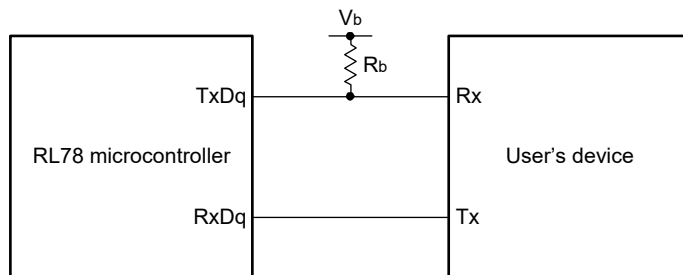 Vb
Rb
TxDq
Rx
RL78 microcontroller
User's device
RxDq
Tx